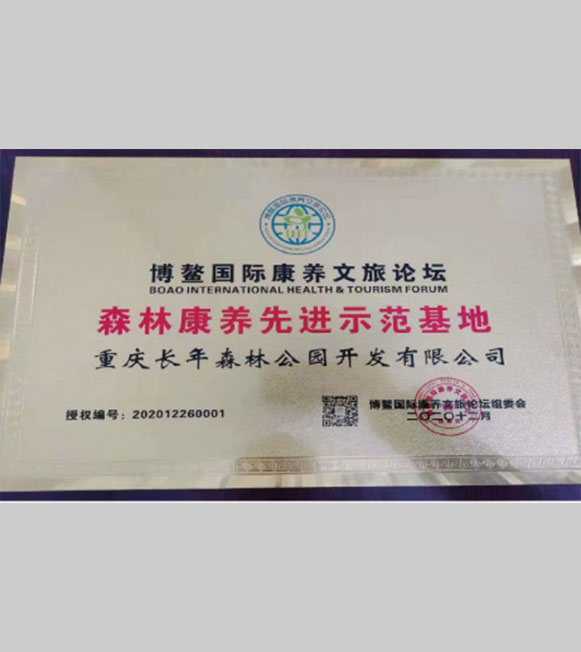 博鳌国际康养文旅论坛
BOAO INTERNATIONAL HEALTH & TOURISM FORUM
森林康养先进示范基地
重庆长年森林公园开发有限公司
授权编号：202012260001
博鳌国际康养文旅论坛组委会
二〇二〇十二月